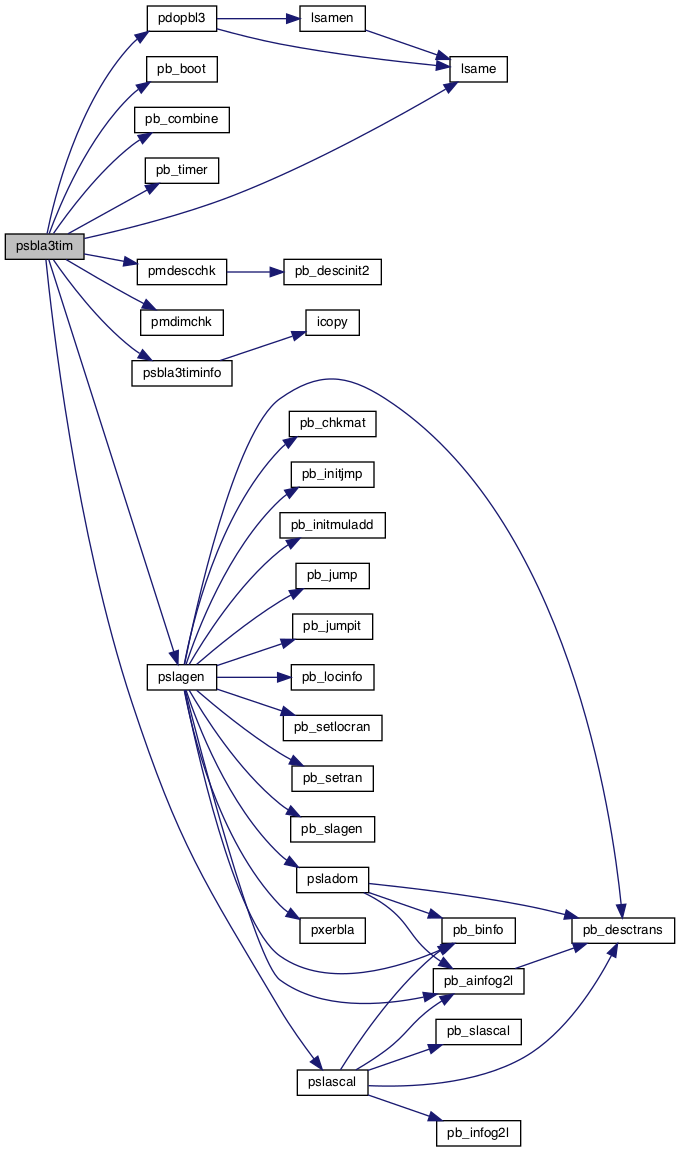 pdopbl3
lsamen
lsame
pb_boot
pb_combine
pb_timer
psbla3tim
pmdescchk
pb_descinit2
pmdimchk
icopy
psbla3timinfo
pb_chkmat
pb_initjmp
pb_initmuladd
pb_jump
pb_jumpit
pslagen
pb_locinfo
pb_setlocran
pb_setran
pb_slagen
psladom
pxerbla
pb_binfo
pb_desctrans
pb_ainfog2l
pb_slascal
pslascal
pb_infog2l